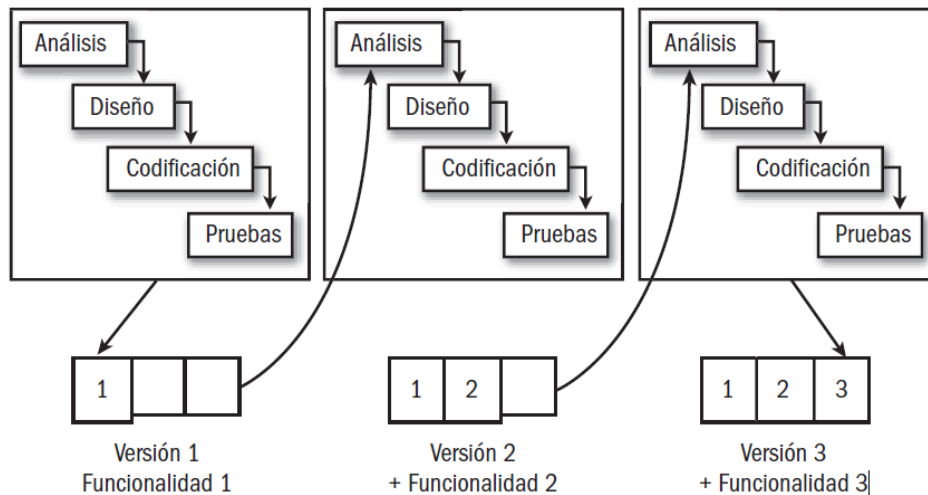 Análisis
Diseño
Codificación
Pruebas
Análisis
Diseño
Codificación
Pruebas
Análisis
Diseño
Codificación
Pruebas
1
1 2
1 2 3
Versión 1
Funcionalidad 1
Versión 2
+ Funcionalidad 2
Versión 3
+ Funcionalidad 3